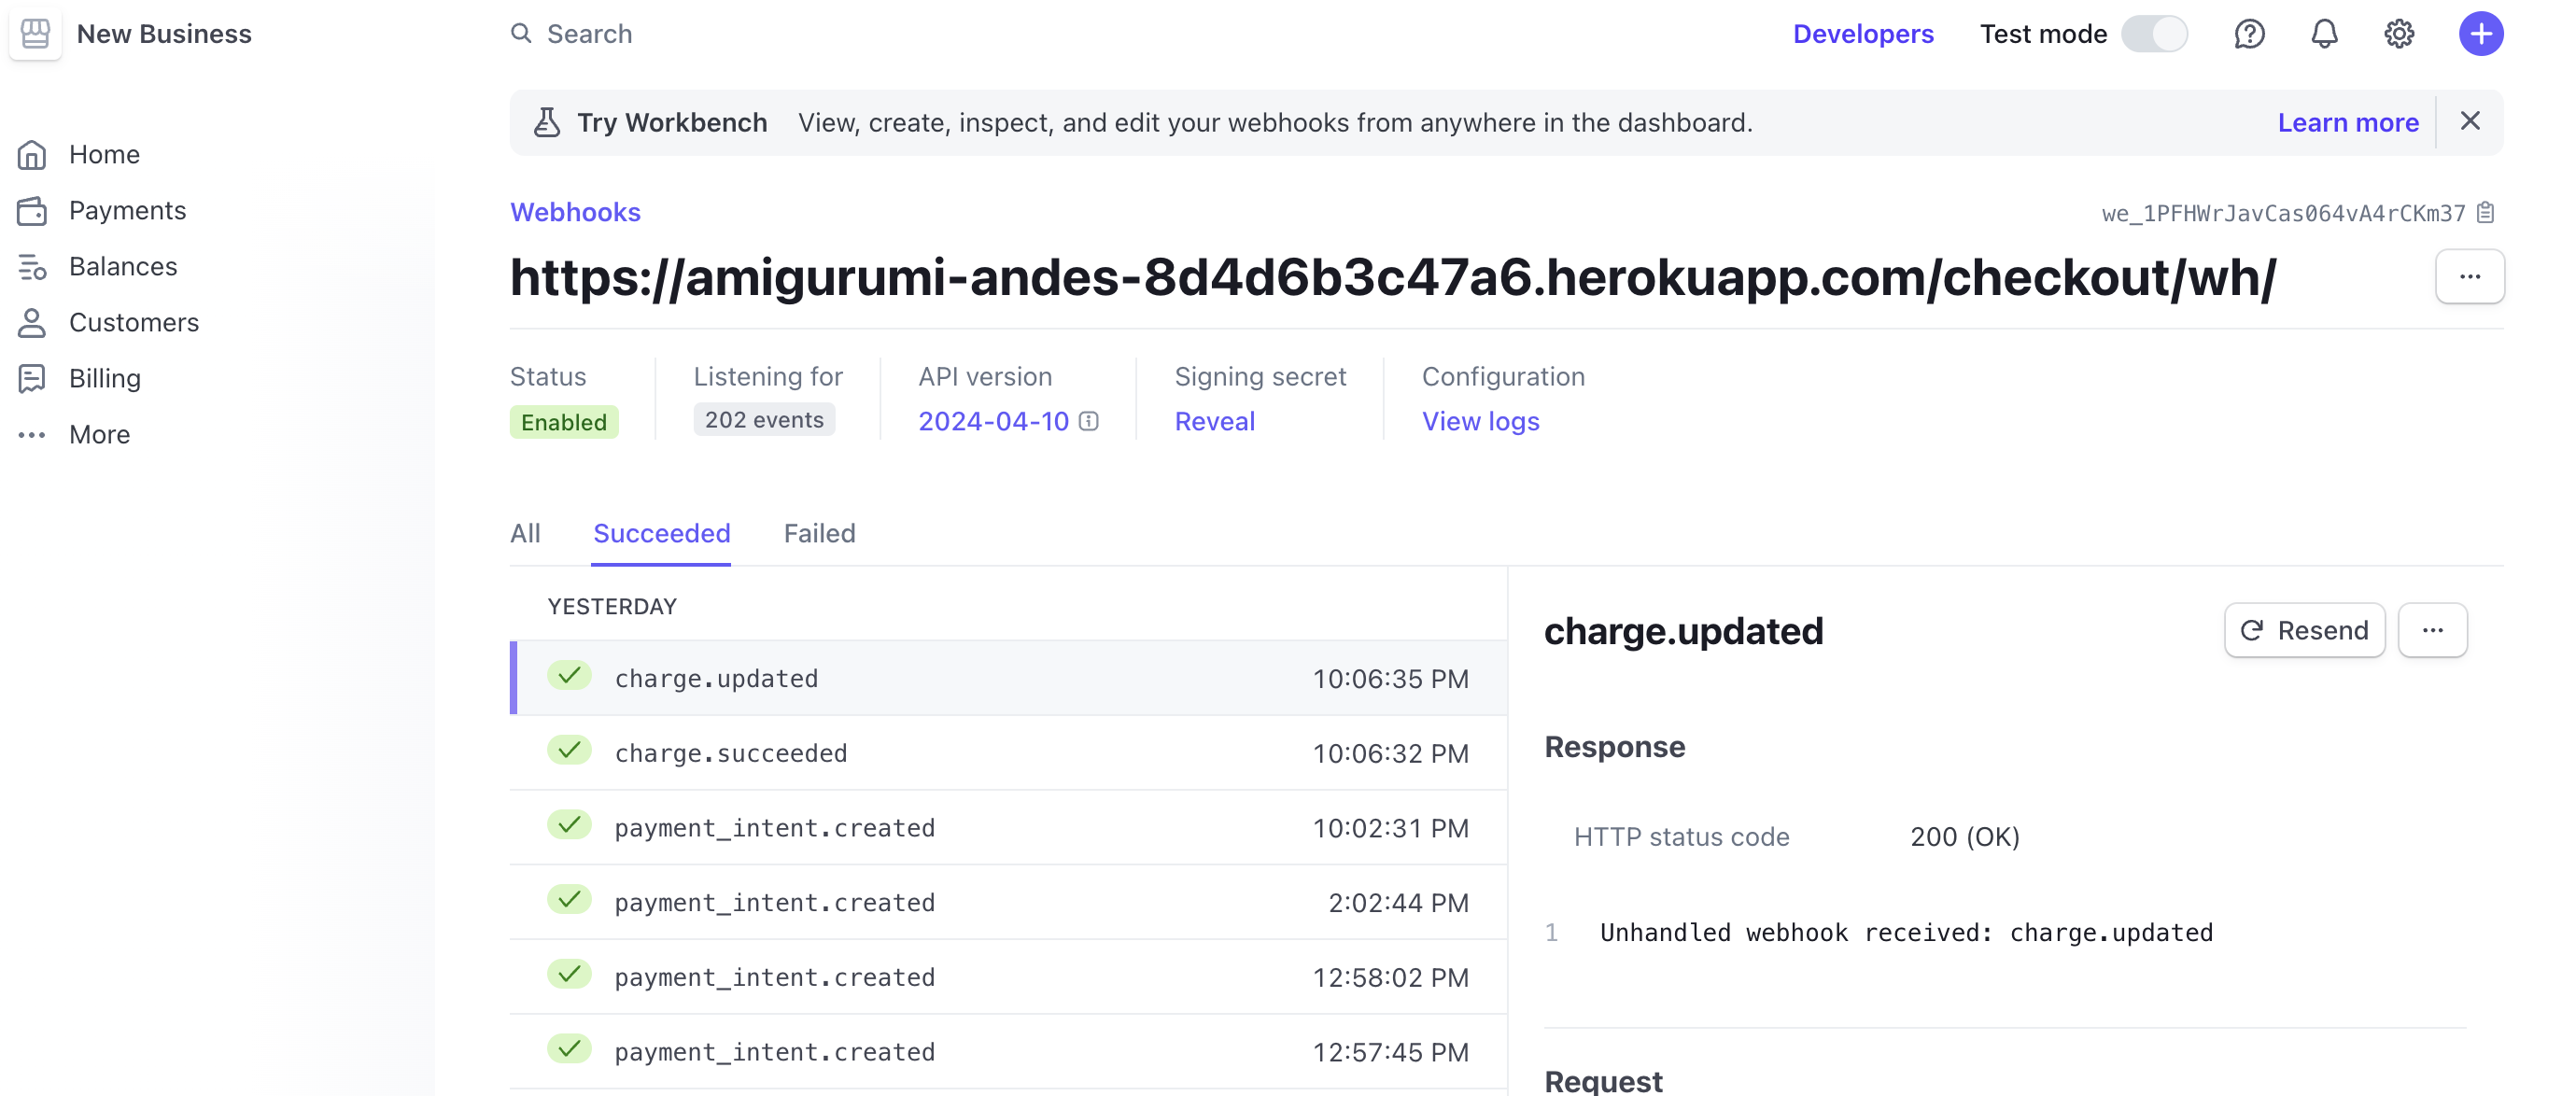 New Business
Search
Developers
Test mode
Try Workbench View, create, inspect, and edit your webhooks from anywhere in the dashboard.
Learn more
Home
Payments
Balances
Customers
Billing
More
Webhooks
we_1PFHWrJavCas064vA4rCKm37
https://amigurumi-andes-8d4d6b3c47a6.herokuapp.com/checkout/wh/
Status
Enabled
Listening for
202 events
API version
2024-04-10
Signing secret
Reveal
Configuration
View logs
All Succeeded Failed
YESTERDAY
charge.updated 10:06:35 PM
charge.succeeded 10:06:32 PM
payment_intent.created 10:02:31 PM
payment_intent.created 2:02:44 PM
payment_intent.created 12:58:02 PM
payment_intent.created 12:57:45 PM
charge.updated
Resend
Response
HTTP status code 200 (OK)
1 Unhandled webhook received: charge.updated
Request